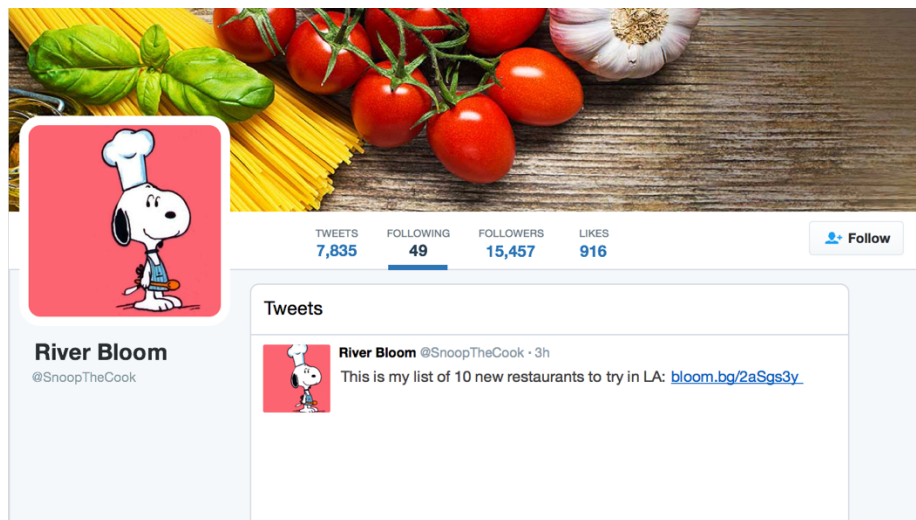 TWEETS FOLLOWING FOLLOWERS LIKES
7,835 49 15,457 916
Follow
River Bloom
@SnoopTheCook
Tweets
River Bloom @SnoopTheCook · 3h
This is my list of 10 new restaurants to try in LA: bloom.bg/2aSgs3y